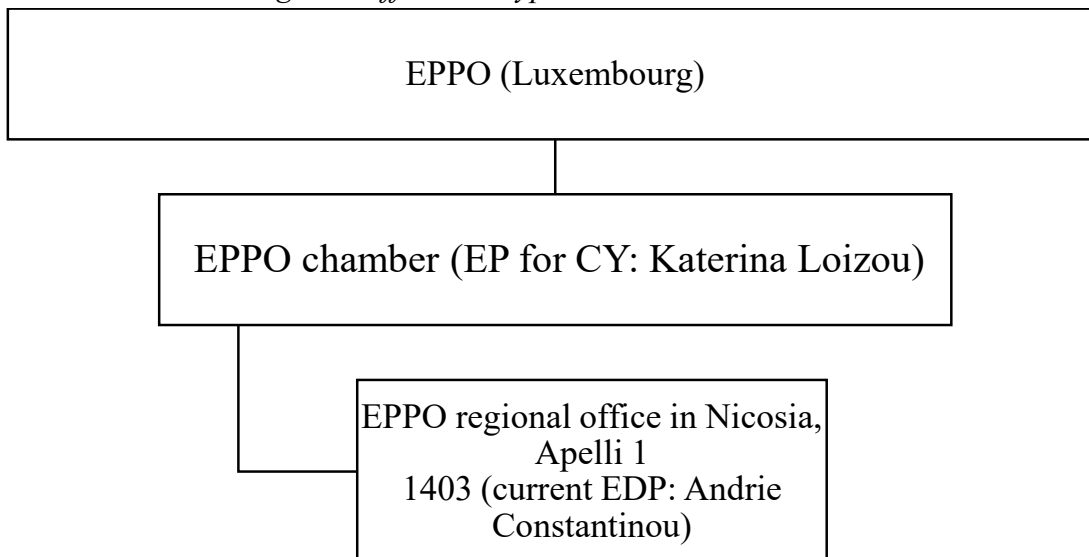 EPPO (Luxembourg)
EPPO chamber (EP for CY: Katerina Loizou)
EPPO regional office in Nicosia,
Apelli 1
1403 (current EDP: Andrie
Constantinou)